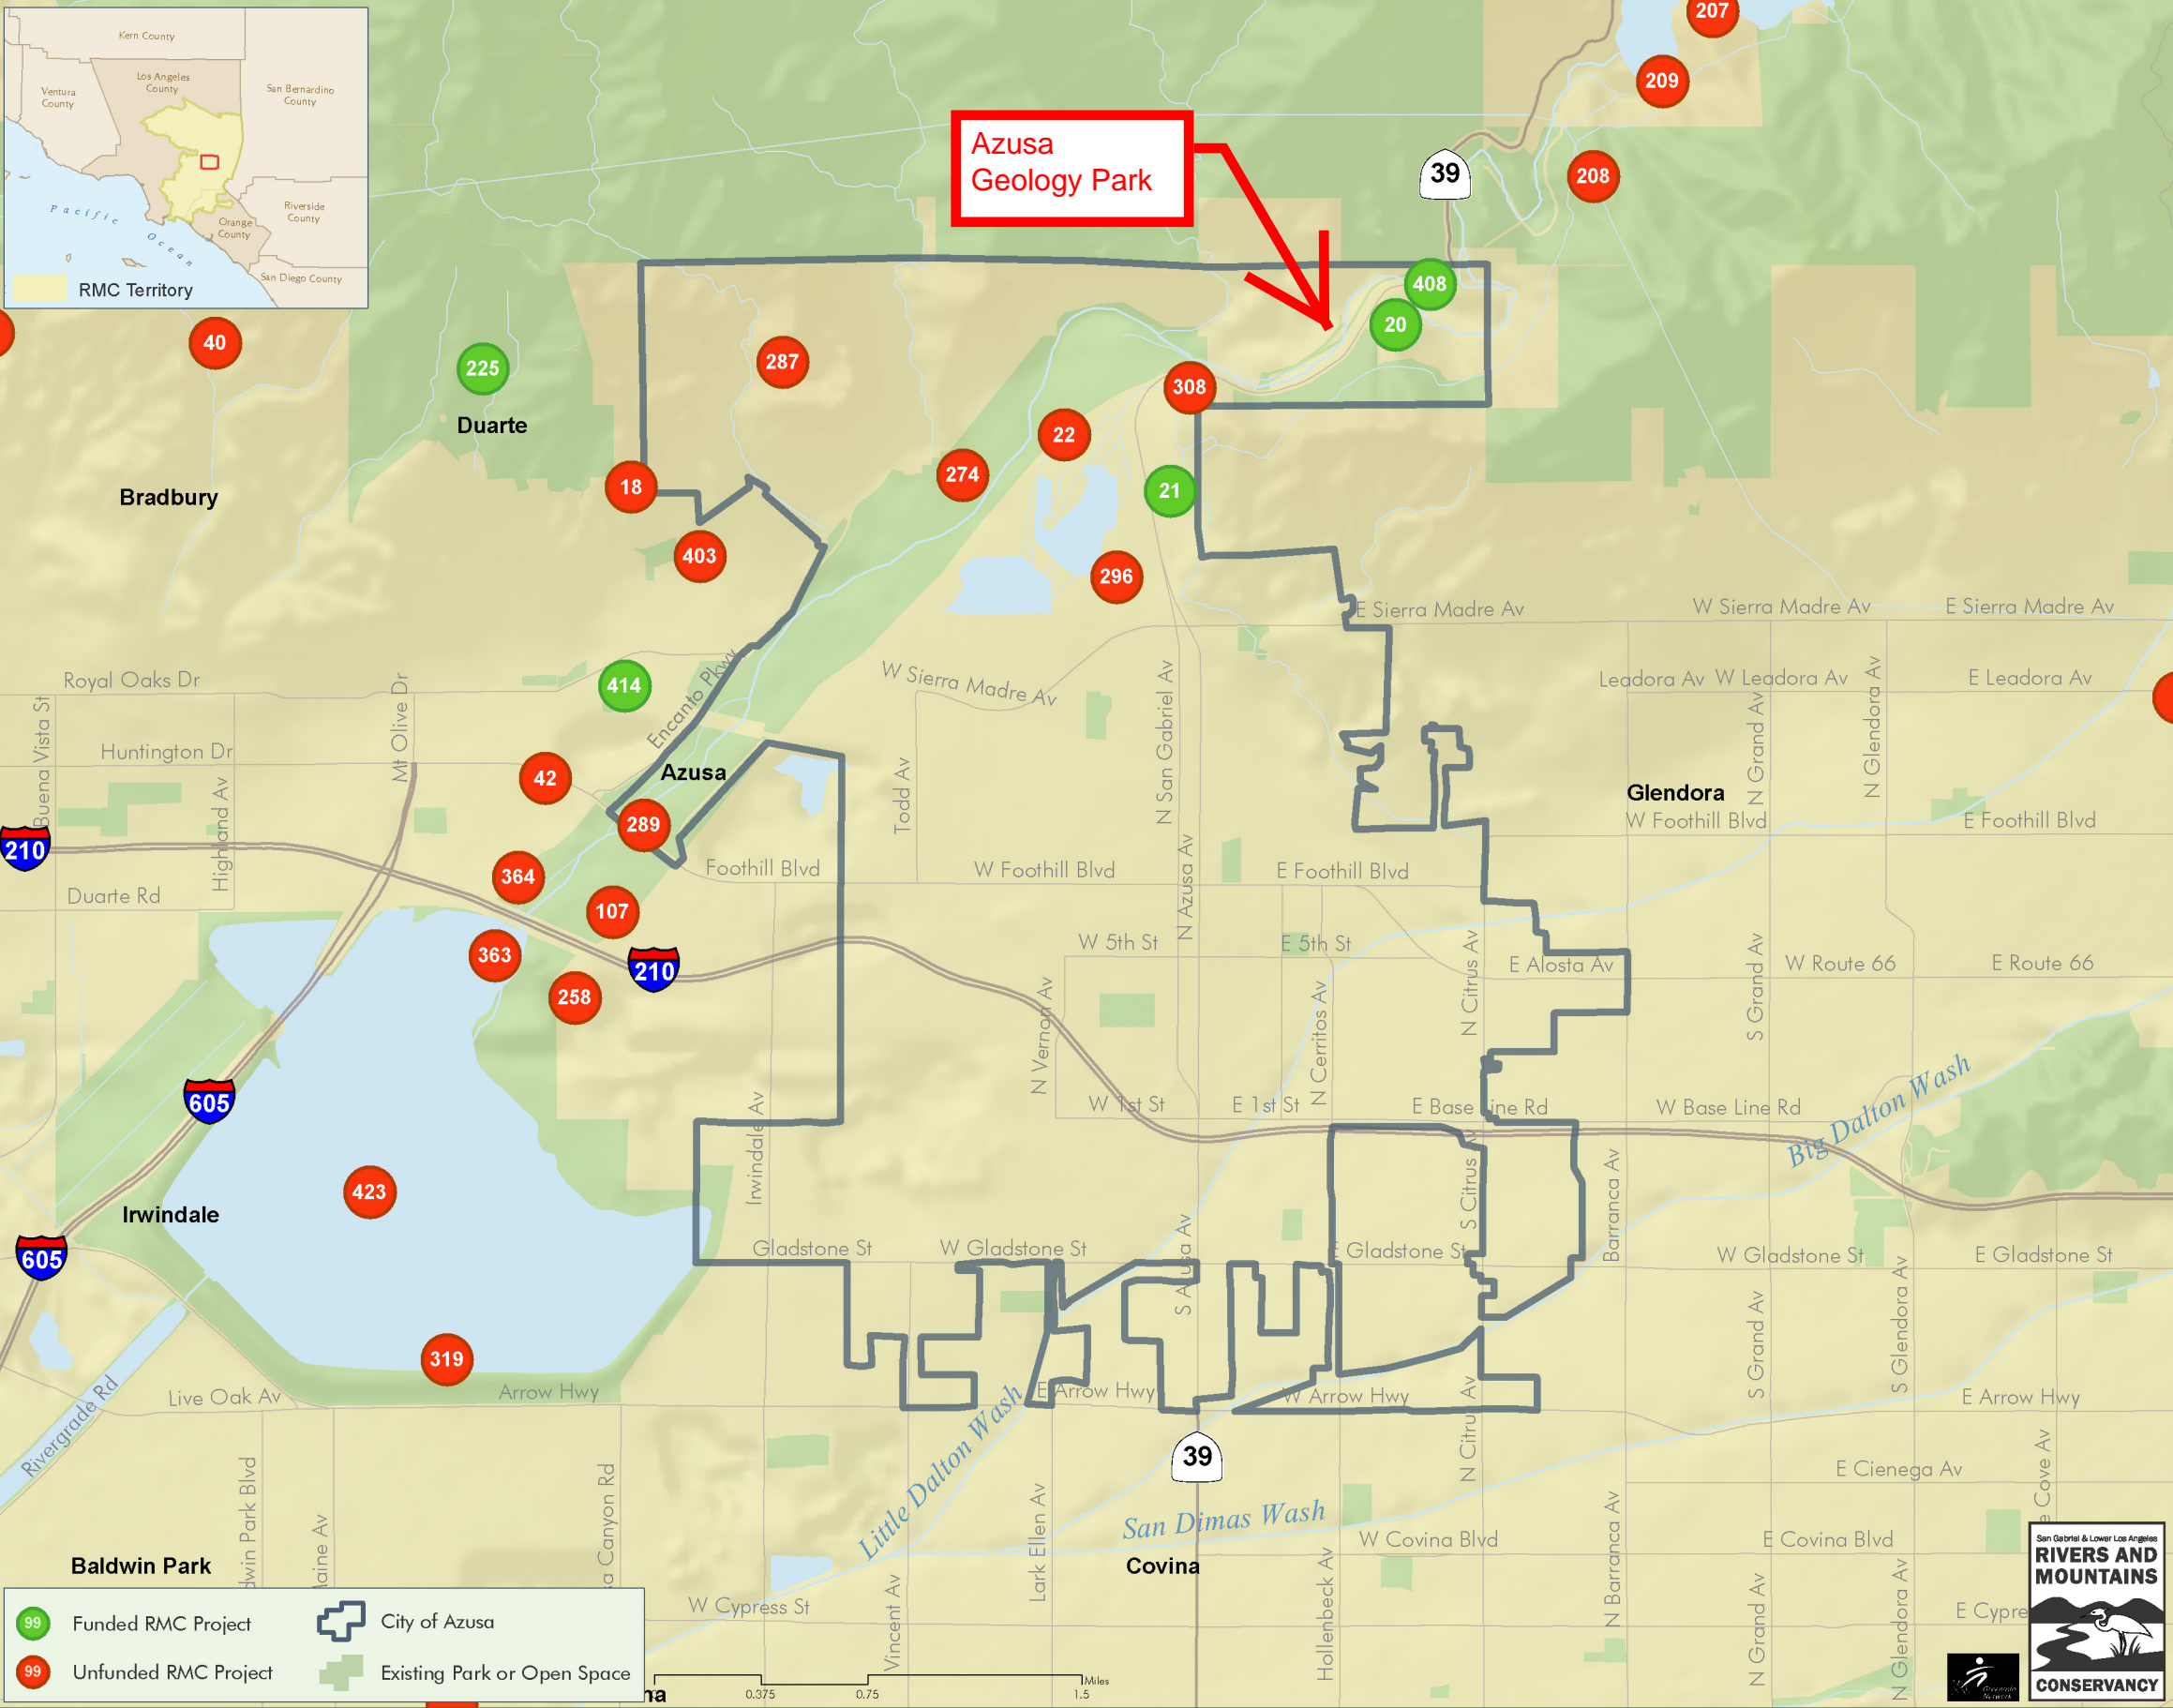 Kern County
Los Angeles
County
Ventura
County
San Bernardino
County
Riverside
County
Orange
County
San Diego County
Pacific
Ocean
RMC Territory
Azusa
Geology Park
207
209
208
39
408
20
40
225
287
308
Duarte
22
274
18
21
Bradbury
403
296
E Sierra Madre Av
W Sierra Madre Av
E Sierra Madre Av
Royal Oaks Dr
414
Encanto Pkwy
W Sierra Madre Av
Leadora Av
W Leadora Av
E Leadora Av
Buena Vista St
Mt Olive Dr
N San Gabriel Av
N Grand Av
N Glendora Av
Huntington Dr
42
Azusa
Todd Av
Glendora
Highland Av
289
W Foothill Blvd
E Foothill Blvd
210
364
Foothill Blvd
W Foothill Blvd
E Foothill Blvd
Duarte Rd
107
N Azusa Av
363
210
W 5th St
E 5th St
N Citrus Av
E Alosta Av
S Grand Av
W Route 66
E Route 66
258
N Vernon Av
N Cerritos Av
605
Irwindale Av
W 1st St
E 1st St
E Base Line Rd
W Base Line Rd
Big Dalton Wash
423
Irwindale
S Citrus Av
Barranca Av
605
Gladstone St
W Gladstone St
S Azusa Av
E Gladstone St
W Gladstone St
E Gladstone St
319
S Grand Av
S Glendora Av
Rivergrade Rd
Live Oak Av
Arrow Hwy
E Arrow Hwy
W Arrow Hwy
E Arrow Hwy
Little Dalton Wash
39
N Citrus Av
E Cienega Av
Lark Ellen Av
San Dimas Wash
W Covina Blvd
E Covina Blvd
Baldwin Park
Covina
Maine Av
N Barranca Av
W Cypress St
Vincent Av
Hollenbeck Av
N Grand Av
N Glendora Av
99 Funded RMC Project
City of Azusa
99 Unfunded RMC Project
Existing Park or Open Space
0.375
0.75
1.5
Miles
San Gabriel & Lower Los Angeles
RIVERS AND
MOUNTAINS
CONSERVANCY